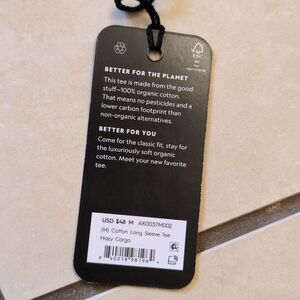 FSC
BETTER FOR THE PLANET
This tee is made from the good
stuff—100% organic cotton.
That means no pesticides and a
lower carbon footprint than
non-organic alternatives.
BETTER FOR YOU
Come for the classic fit, stay for
the luxuriously soft organic
cotton. Meet your new favorite
tee.
USD $48 M AK0037M002
(M) Cotton Long Sleeve Tee
Hazy Cargo